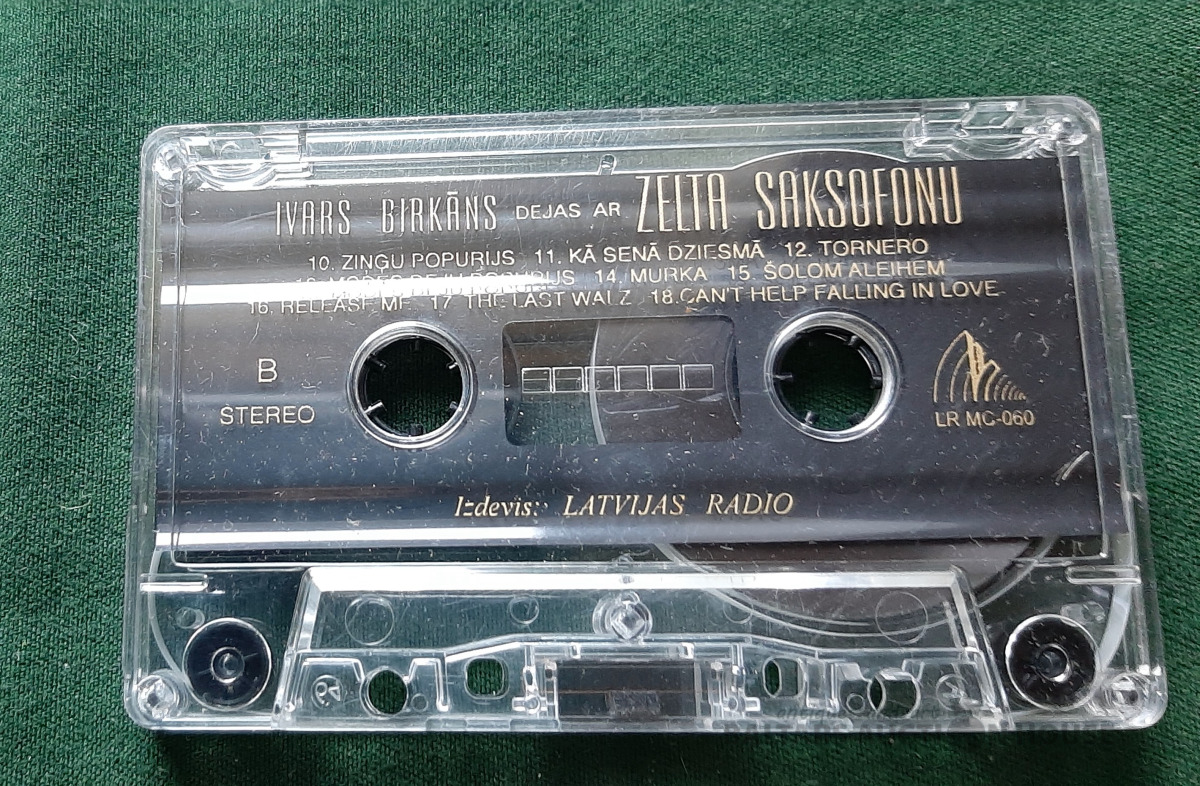 IVARS BIRKĀNS DEJAS AR ZELTA SAKSOFONU
10. ZIŅĢU POPURIJS 11. KĀ SENĀ DZIESMĀ 12. TORNERO
14. MURKA 15. ŠOLOM ALEIHEM
16. RELEASE ME 17. THE LAST WALZ 18. CAN'T HELP FALLING IN LOVE
B
STEREO
LR MC-060
Izdevis: LATVIJAS RADIO